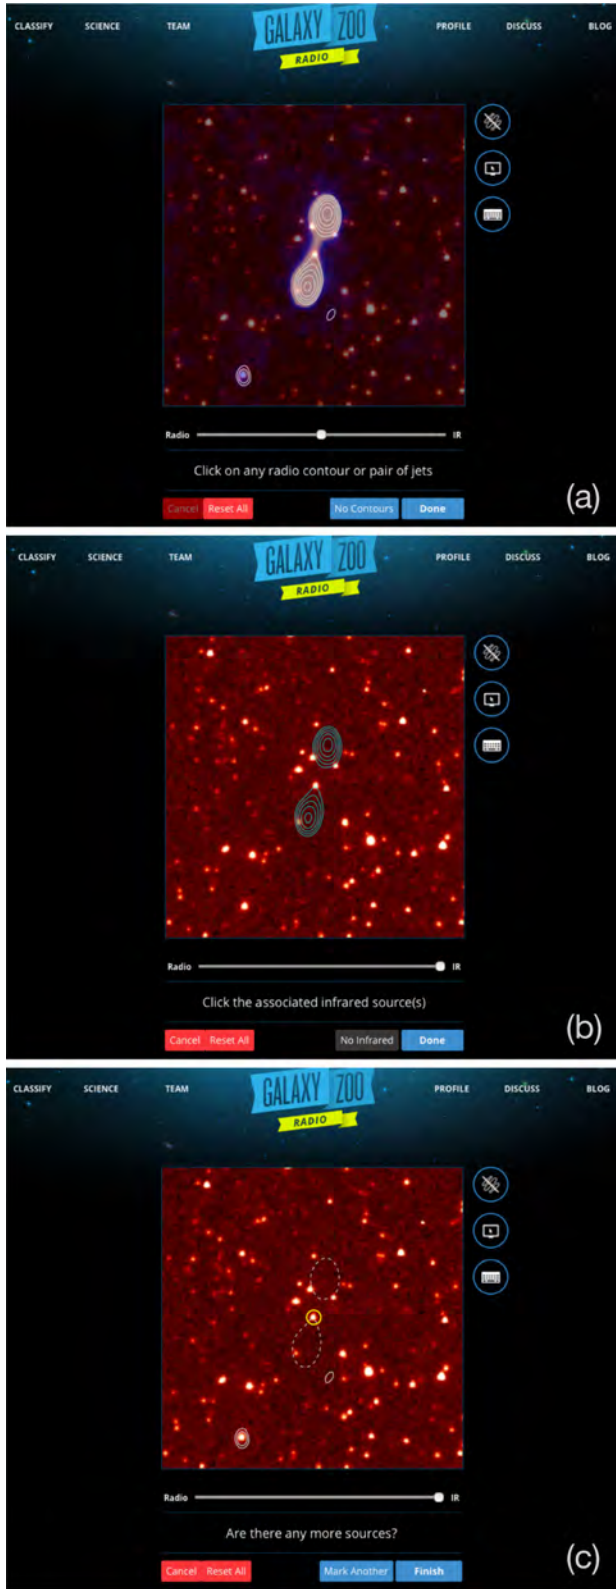 CLASSIFY SCIENCE TEAM GALAXY ZOO PROFILE DISCUSS BLOG
RADIO
Radio IR
Click on any radio contour or pair of jets
Cancel Reset All No Contours Done
(a)
CLASSIFY SCIENCE TEAM GALAXY ZOO PROFILE DISCUSS BLOG
RADIO
Radio IR
Click the associated infrared source(s)
Cancel Reset All No Infrared Done
(b)
CLASSIFY SCIENCE TEAM GALAXY ZOO PROFILE DISCUSS BLOG
RADIO
Radio IR
Are there any more sources?
Cancel Reset All Mark Another Finish
(c)